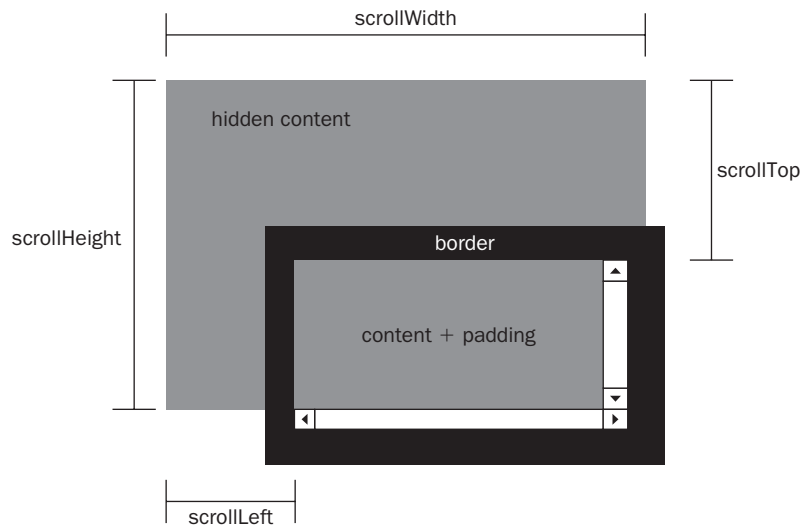 scrollWidth
hidden content
scrollTop
scrollHeight
border
content + padding
scrollLeft